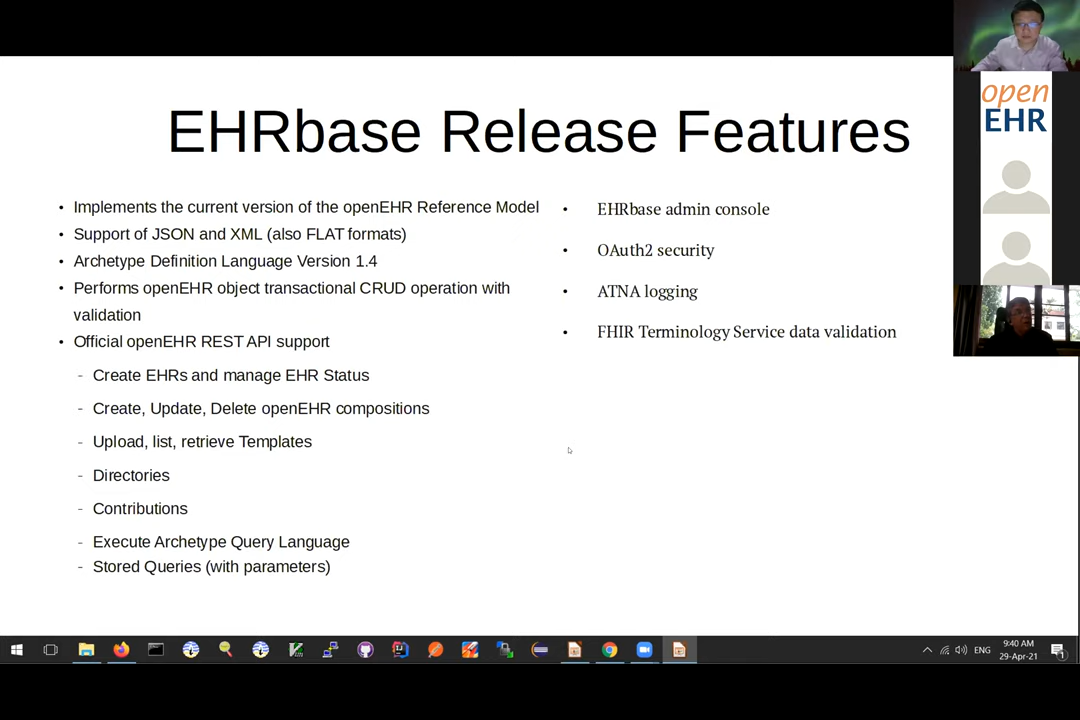 EHRbase Release Features
• Implements the current version of the openEHR Reference Model
• Support of JSON and XML (also FLAT formats)
• Archetype Definition Language Version 1.4
• Performs openEHR object transactional CRUD operation with
validation
• Official openEHR REST API support
- Create EHRs and manage EHR Status
- Create, Update, Delete openEHR compositions
- Upload, list, retrieve Templates
- Directories
- Contributions
- Execute Archetype Query Language
- Stored Queries (with parameters)
• EHRbase admin console
• OAuth2 security
• ATNA logging
• FHIR Terminology Service data validation
open
EHR
ENG
9:40 AM
29-Apr-21
1